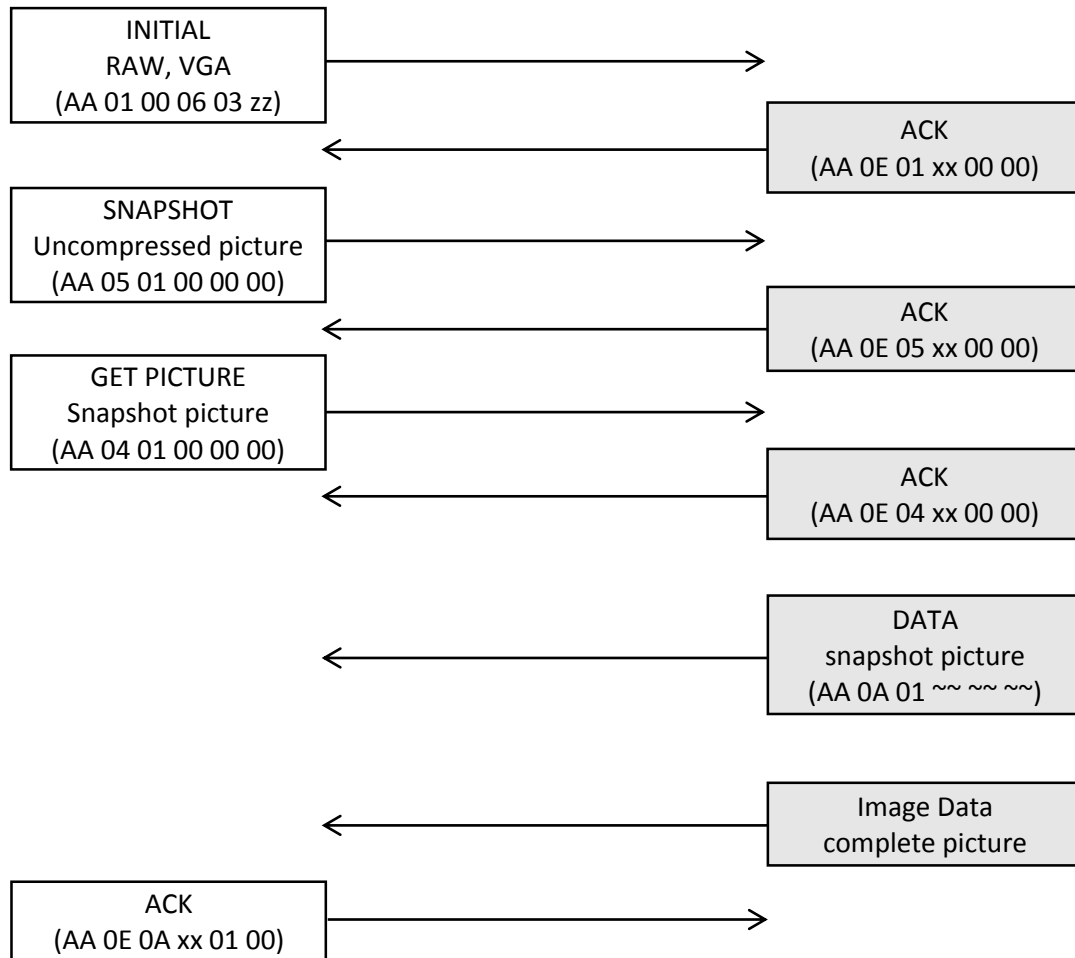 INITIAL
RAW, VGA
(AA 01 00 06 03 zz)
ACK
(AA 0E 01 xx 00 00)
SNAPSHOT
Uncompressed picture
(AA 05 01 00 00 00)
ACK
(AA 0E 05 xx 00 00)
GET PICTURE
Snapshot picture
(AA 04 01 00 00 00)
ACK
(AA 0E 04 xx 00 00)
DATA
snapshot picture
(AA 0A 01 ~~ ~~ ~~)
Image Data
complete picture
ACK
(AA 0E 0A xx 01 00)